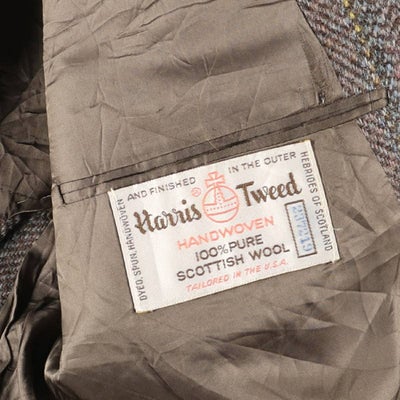 DYED, SPUN, HANDWOVEN
AND FINISHED IN THE OUTER
HEBRIDES OF SCOTLAND
Harris Tweed
®
HANDWOVEN
100% PURE
SCOTTISH WOOL
TAILORED IN THE U.S.A.